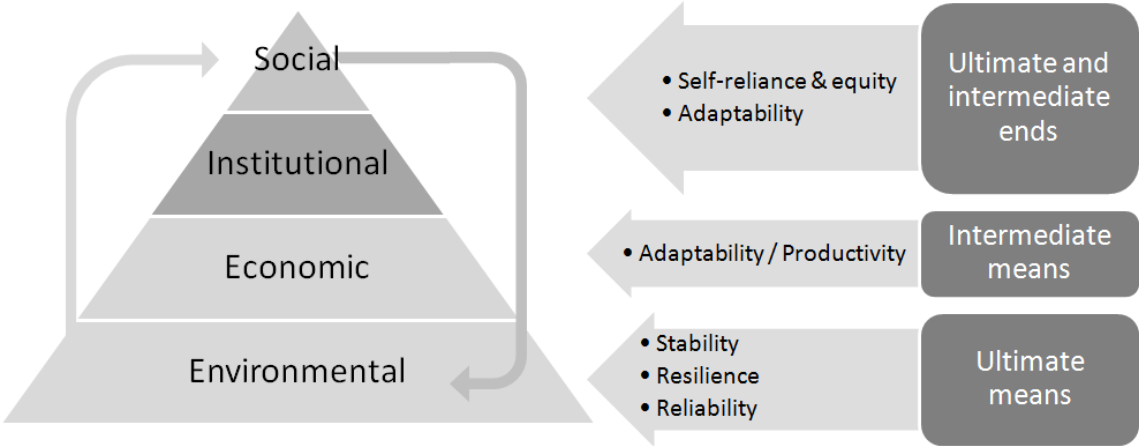 Social
Institutional
Economic
Environmental
• Self-reliance & equity
• Adaptability
Ultimate and
intermediate
ends
• Adaptability / Productivity
Intermediate
means
• Stability
• Resilience
• Reliability
Ultimate
means